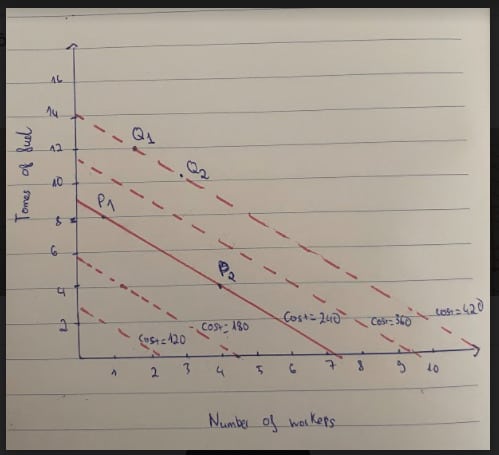 16
14
Q1
12
Q2
10
Tonnes of fuel
P1
8
6
P2
4
cost=240
cost=420
2
cost=180
cost=360
cost=120
1 2 3 4 5 6 7 8 9 10
Number of workers